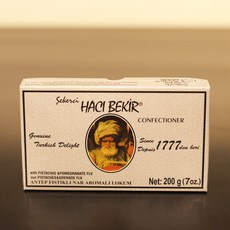 Şekerci
HACI BEKİR®
CONFECTIONER
Genuine
Turkish Delight
Since
Depuis 1777 den beri
with PISTACHIO &POMEGRANATE FLV
aux PISTACHES&GRENADE FLV
ANTEP FISTIKLI NAR AROMALI LOKUM
Net: 200 g (7oz.)